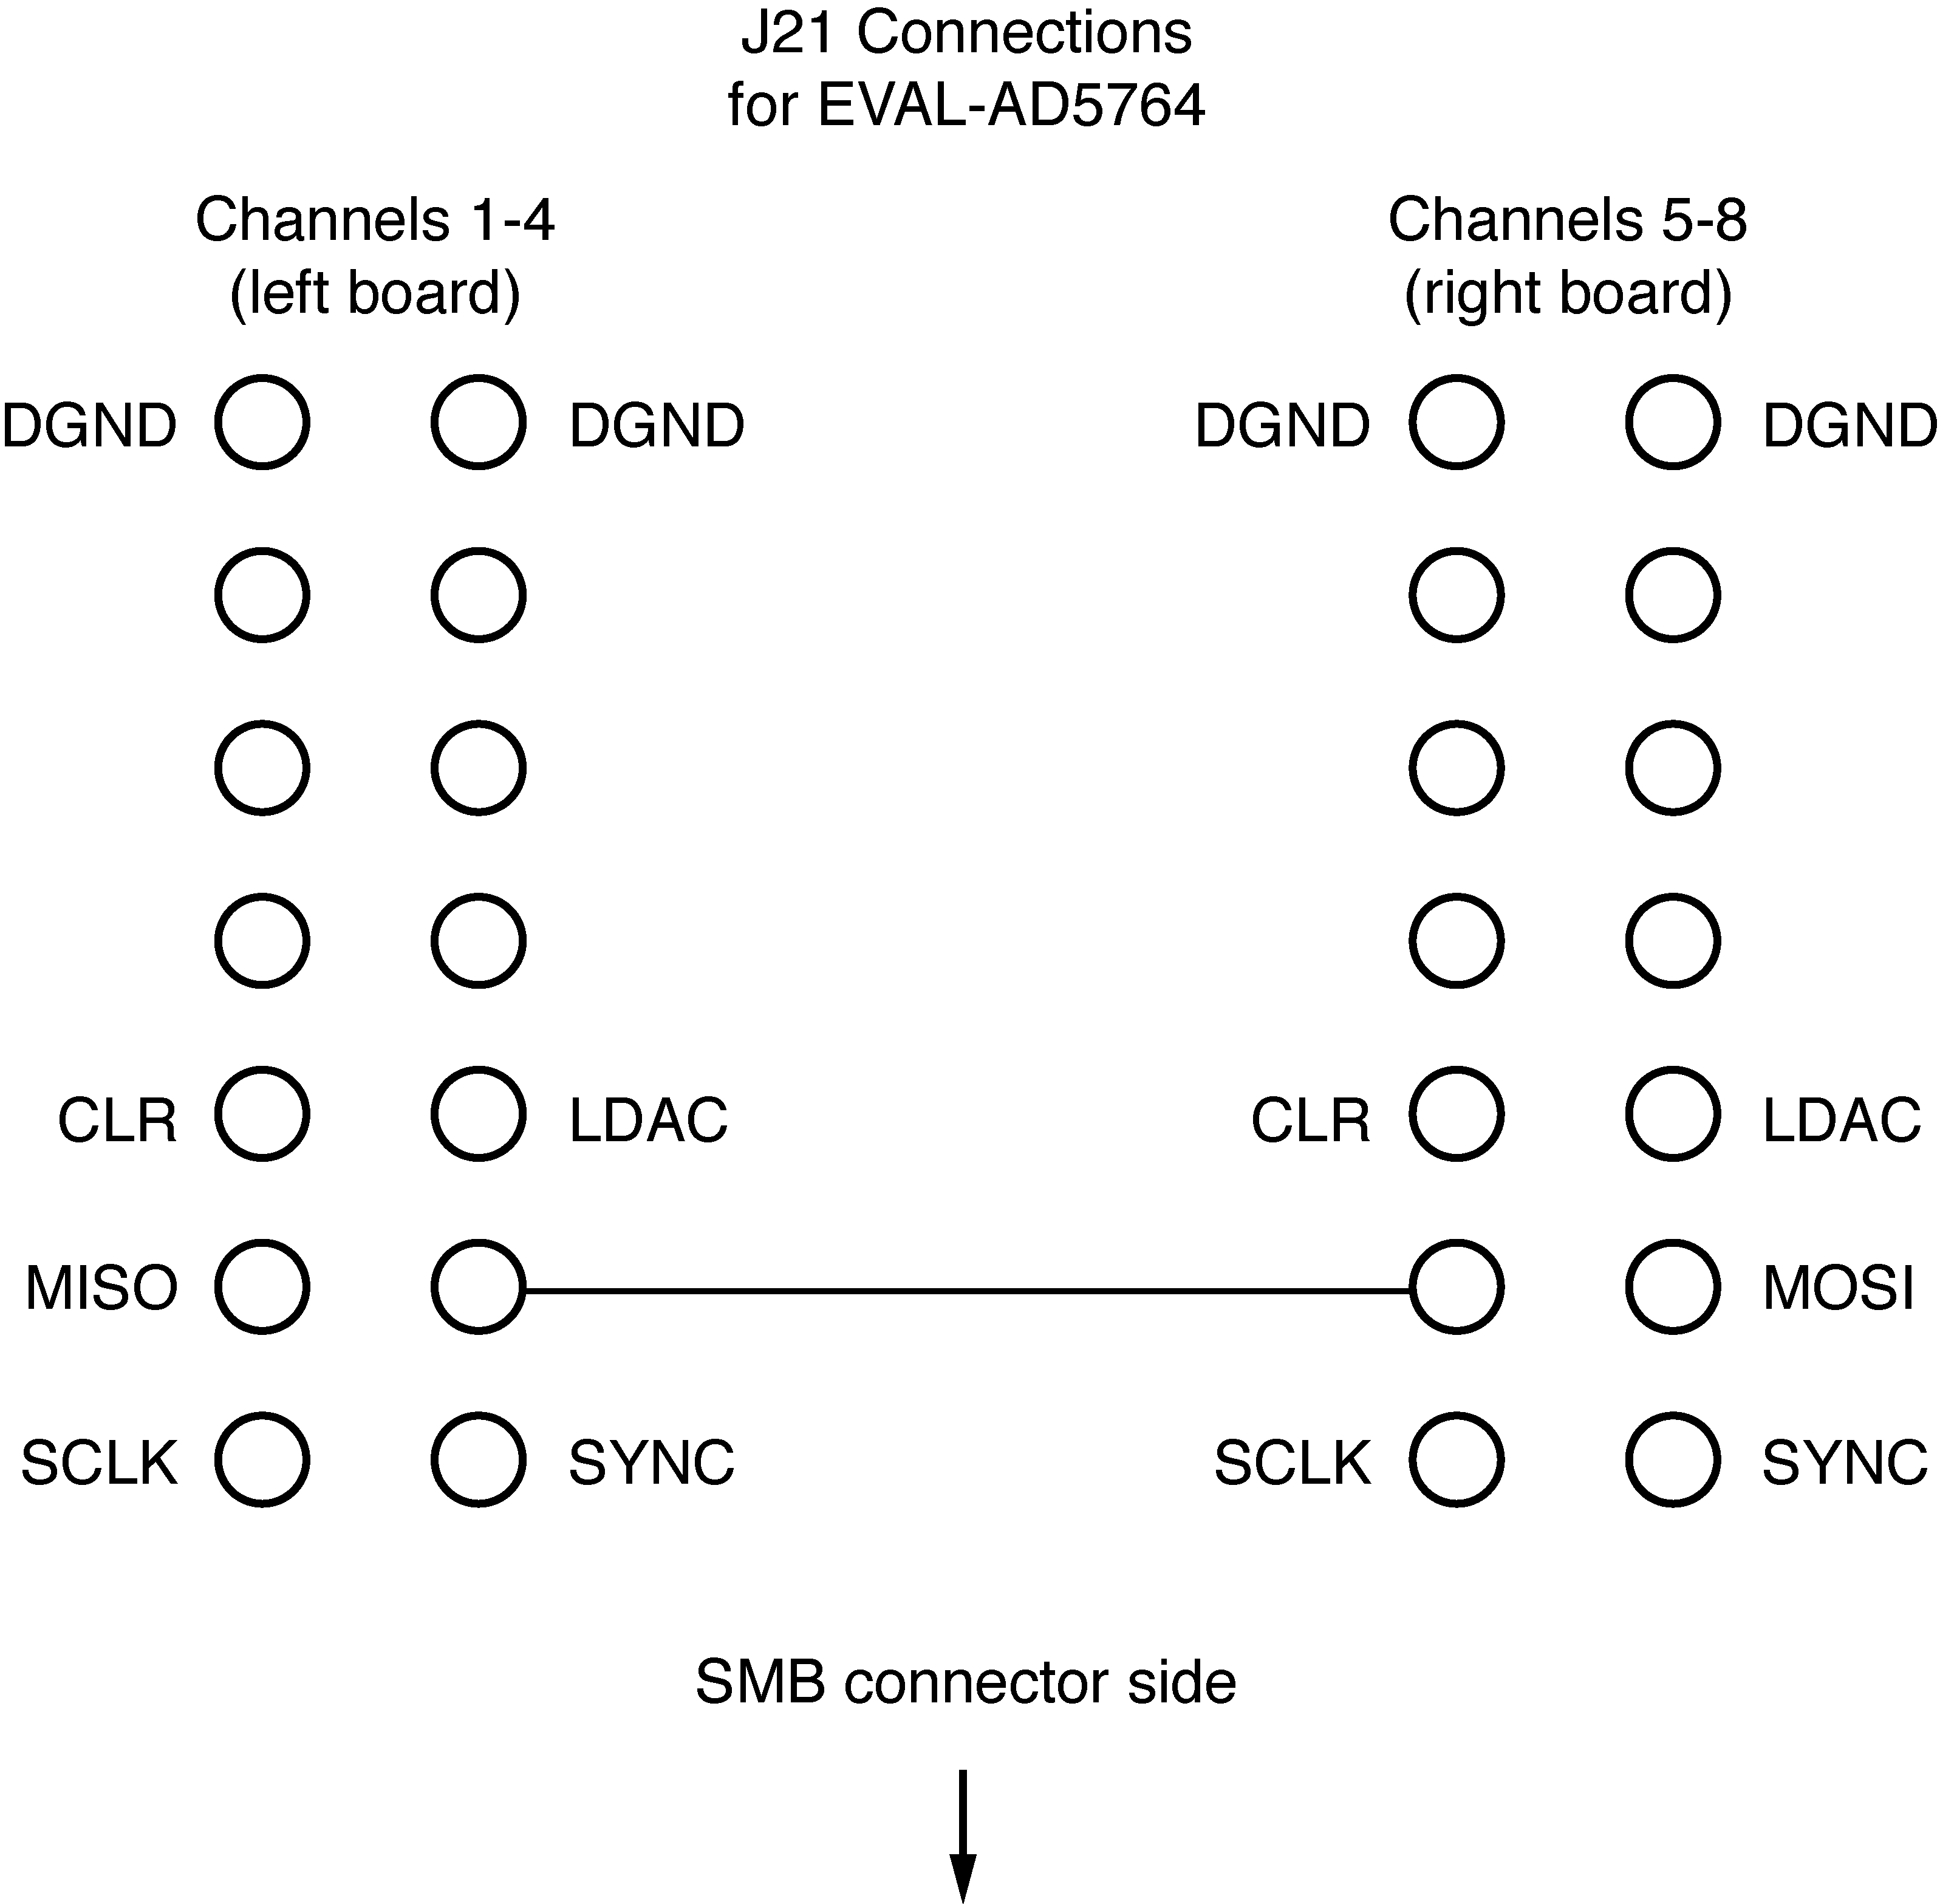 J21 Connections
for EVAL-AD5764
Channels 1-4
(left board)
Channels 5-8
(right board)
DGND DGND DGND DGND
CLR LDAC CLR LDAC
MISO MOSI
SCLK SYNC SCLK SYNC
SMB connector side